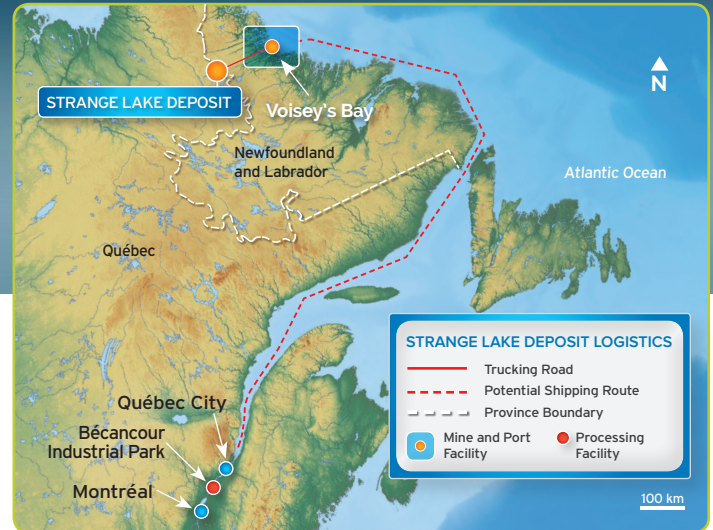 STRANGE LAKE DEPOSIT
Voisey's Bay
N
Newfoundland
and Labrador
Atlantic Ocean
Québec
STRANGE LAKE DEPOSIT LOGISTICS
Trucking Road
Potential Shipping Route
Province Boundary
Mine and Port
Facility
Processing
Facility
Québec City
Bécancour
Industrial Park
Montréal
100 km